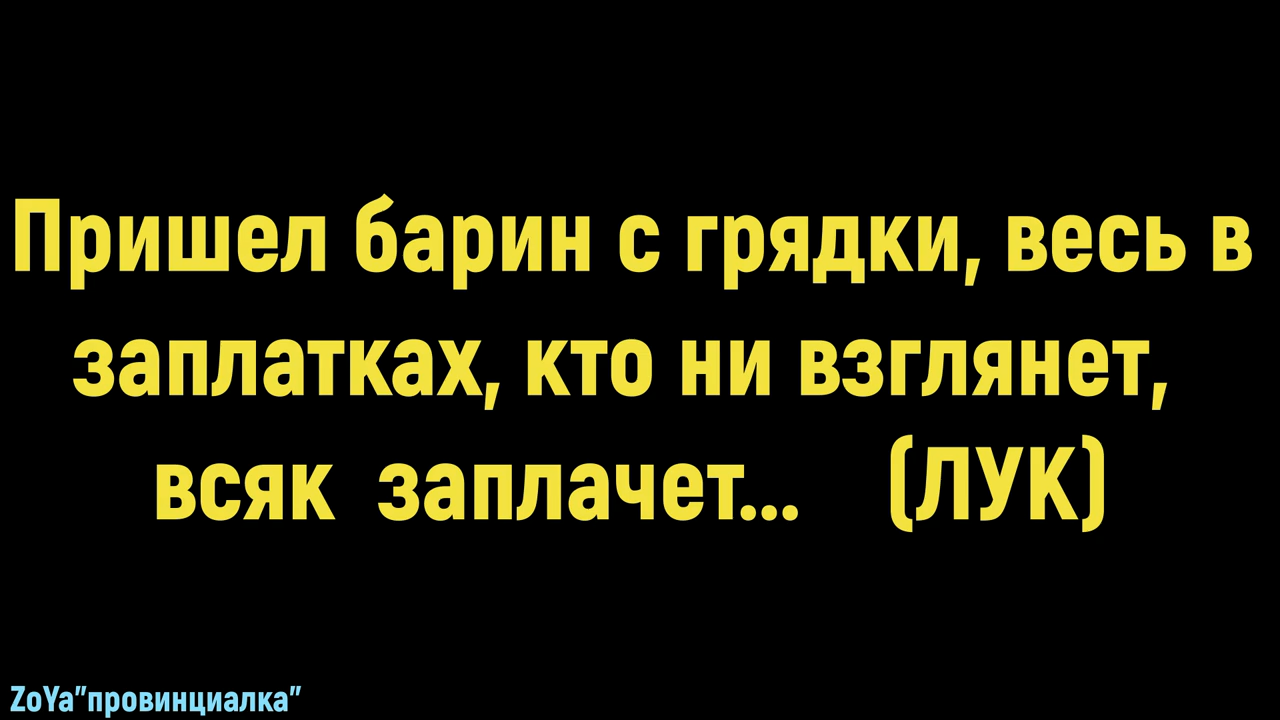 Пришел барин с грядки, весь в
заплатках, кто ни взглянет,
всяк заплачет... (ЛУК)
ZoYa"провинциалка"